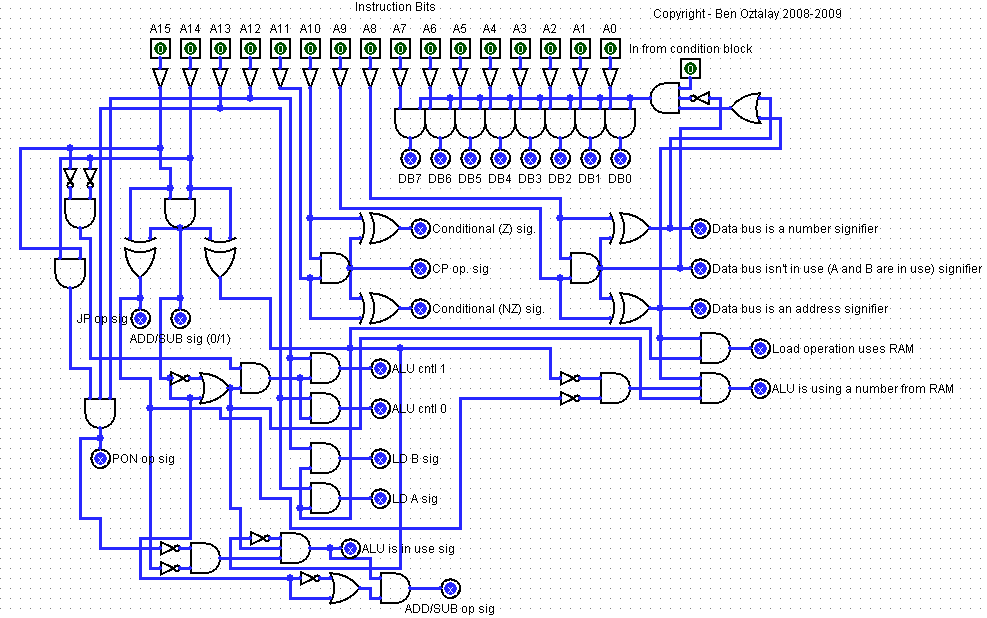 Instruction Bits
Copyright - Ben Oztalay 2008-2009
A15 A14 A13 A12 A11 A10 A9 A8 A7 A6 A5 A4 A3 A2 A1 A0
In from condition block
0 0 0 0 0 0 0 0 0 0 0 0 0 0 0 0
0
x x x x x x x x
DB7 DB6 DB5 DB4 DB3 DB2 DB1 DB0
x Conditional (Z) sig.
x Data bus is a number signifier
x CP op. sig
x Data bus isn't in use (A and B are in use) signifier
x Conditional (NZ) sig.
x Data bus is an address signifier
JP op sig x x
ADD/SUB sig (0/1)
x Load operation uses RAM
x ALU cntl 1
x ALU is using a number from RAM
x ALU cntl 0
x PON op sig
x LD B sig
x LD A sig
x ALU is in use sig
x
ADD/SUB op sig